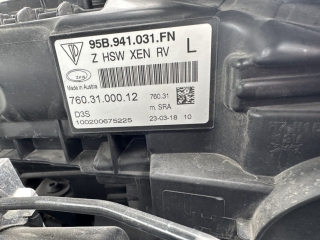 95B.941.031.FN
Z HSW XEN RV L
Made in Austria
760.31.000.12 760.31
D3S m. SRA
100200675225 23-03-18 10